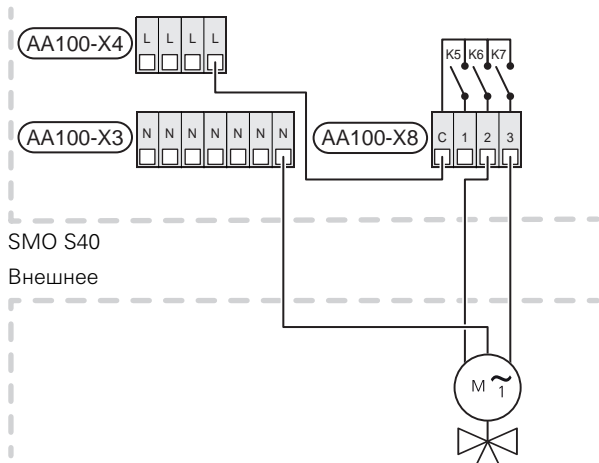 AA100-X4
L L L L
K5 K6 K7
AA100-X3
N N N N N N N
AA100-X8
C 1 2 3
SMO S40
Внешнее
M ~
1